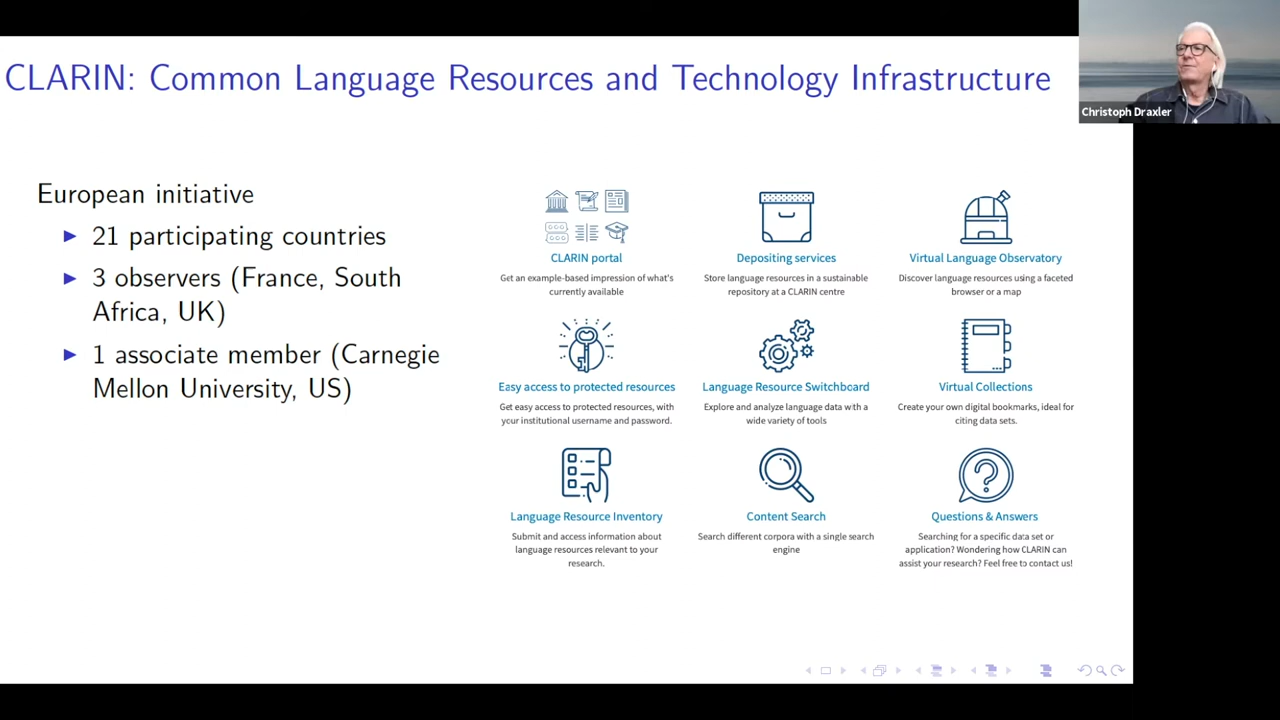 CLARIN: Common Language Resources and Technology Infrastructure
Christoph Draxler
European initiative
21 participating countries
3 observers (France, South
Africa, UK)
1 associate member (Carnegie
Mellon University, US)
CLARIN portal
Get an example-based impression of what's
currently available
Depositing services
Store language resources in a sustainable
repository at a CLARIN centre
Virtual Language Observatory
Discover language resources using a faceted
browser or a map
Easy access to protected resources
Get easy access to protected resources, with
your institutional username and password.
Language Resource Switchboard
Explore and analyze language data with a
wide variety of tools
Virtual Collections
Create your own digital bookmarks, ideal for
citing data sets.
Language Resource Inventory
Submit and access information about
language resources relevant to your
research.
Content Search
Search different corpora with a single search
engine
Questions & Answers
Searching for a specific data set or
application? Wondering how CLARIN can
assist your research? Feel free to contact us!